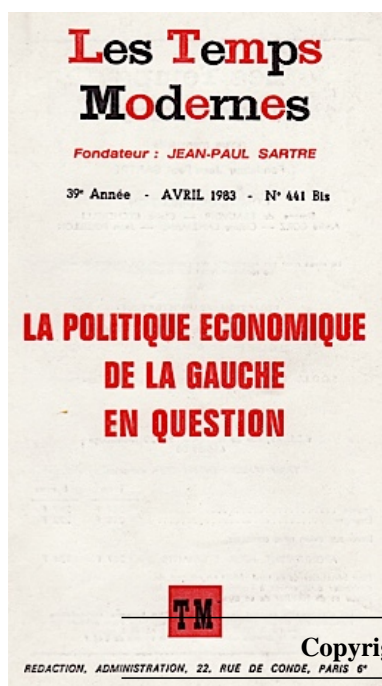 Les Temps
Modernes
Fondateur : JEAN-PAUL SARTRE
39e Année - AVRIL 1983 - N° 441 Bis
LA POLITIQUE ECONOMIQUE
DE LA GAUCHE
EN QUESTION
TM
Copyri
REDACTION, ADMINISTRATION, 22, RUE DE CONDE, PARIS 6e